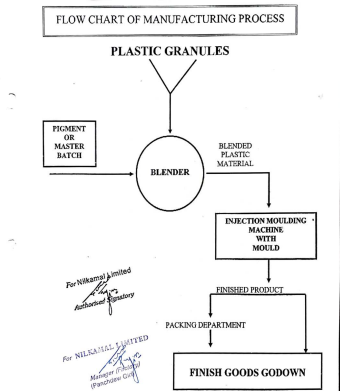 FLOW CHART OF MANUFACTURING PROCESS
PLASTIC GRANULES
PIGMENT
OR
MASTER
BATCH
BLENDER
BLENDED
PLASTIC
MATERIAL
INJECTION MOULDING
MACHINE
WITH
MOULD
FINISHED PRODUCT
PACKING DEPARTMENT
FINISH GOODS GODOWN
For Nilkamal Limited
Authorised Signatory
For NILKAMAL LIMITED
Manager (Factory)